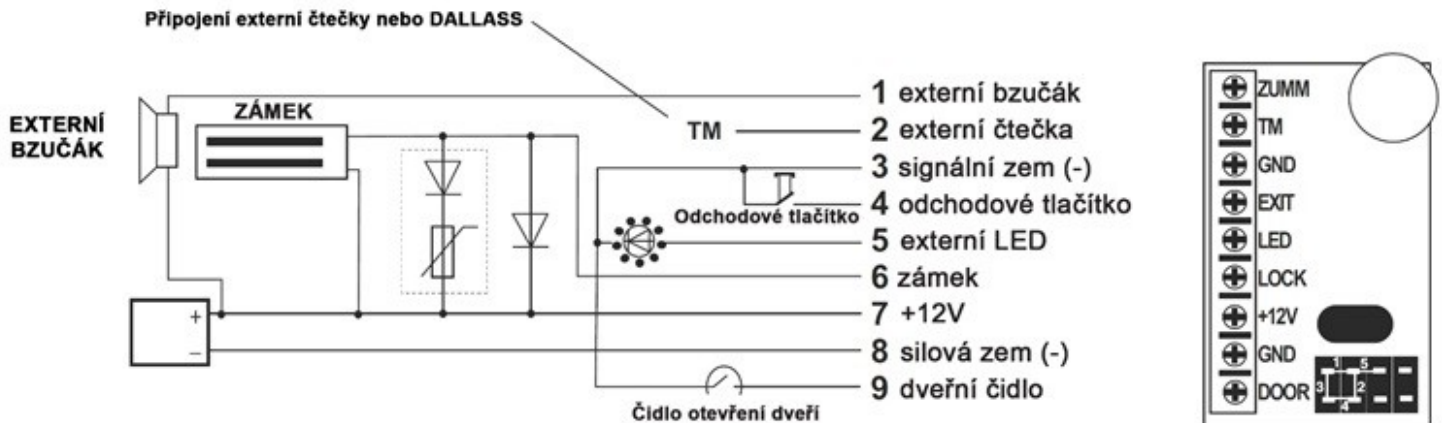 Připojení externí čtečky nebo DALLASS
EXTERNÍ
BZUČÁK
ZÁMEK
TM
Odchodové tlačítko
+
–
Čidlo otevření dveří
1 externí bzučák
2 externí čtečka
3 signální zem (-)
4 odchodové tlačítko
5 externí LED
6 zámek
7 +12V
8 silová zem (-)
9 dveřní čidlo
ZUMM
TM
GND
EXIT
LED
LOCK
+12V
GND
DOOR
1 5
3 2
4